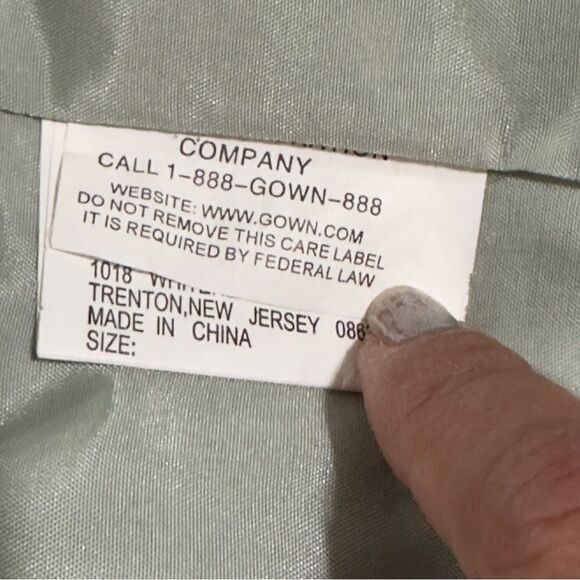 COMPANY
CALL 1-888-GOWN-888
WEBSITE: WWW.GOWN.COM
DO NOT REMOVE THIS CARE LABEL
IT IS REQUIRED BY FEDERAL LAW
1018
TRENTON,NEW JERSEY 086
MADE IN CHINA
SIZE: